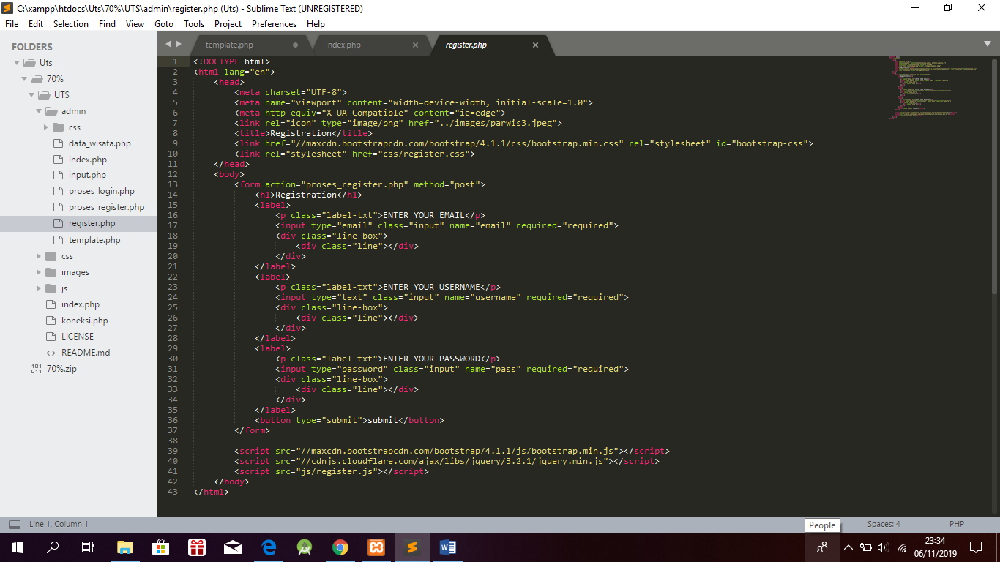 C:\xampp\htdocs\Uts\70%\UTS\admin\register.php (Uts) - Sublime Text (UNREGISTERED)
File Edit Selection Find View Goto Tools Project Preferences Help
FOLDERS
Uts
70%
UTS
admin
css
data_wisata.php
index.php
input.php
proses_login.php
proses_register.php
register.php
template.php
css
images
js
index.php
koneksi.php
LICENSE
README.md
70%.zip
template.php index.php register.php
1 <!DOCTYPE html>
2 <html lang="en">
3 <head>
4 <meta charset="UTF-8">
5 <meta name="viewport" content="width=device-width, initial-scale=1.0">
6 <meta http-equiv="X-UA-Compatible" content="ie=edge">
7 <link rel="icon" type="image/png" href="../images/parwis3.jpeg">
8 <title>Registration</title>
9 <link href="//maxcdn.bootstrapcdn.com/bootstrap/4.1.1/css/bootstrap.min.css" rel="stylesheet" id="bootstrap-css">
10 <link rel="stylesheet" href="css/register.css">
11 </head>
12 <body>
13 <form action="proses_register.php" method="post">
14 <h1>Registration</h1>
15 <label>
16 <p class="label-txt">ENTER YOUR EMAIL</p>
17 <input type="email" class="input" name="email" required="required">
18 <div class="line-box">
19 <div class="line"></div>
20 </div>
21 </label>
22 <label>
23 <p class="label-txt">ENTER YOUR USERNAME</p>
24 <input type="text" class="input" name="username" required="required">
25 <div class="line-box">
26 <div class="line"></div>
27 </div>
28 </label>
29 <label>
30 <p class="label-txt">ENTER YOUR PASSWORD</p>
31 <input type="password" class="input" name="pass" required="required">
32 <div class="line-box">
33 <div class="line"></div>
34 </div>
35 </label>
36 <button type="submit">submit</button>
37 </form>
38
39 <script src="//maxcdn.bootstrapcdn.com/bootstrap/4.1.1/js/bootstrap.min.js"></script>
40 <script src="//cdnjs.cloudflare.com/ajax/libs/jquery/3.2.1/jquery.min.js"></script>
41 <script src="js/register.js"></script>
42 </body>
43 </html>
Line 1, Column 1
People
Spaces: 4
PHP
23:34
06/11/2019